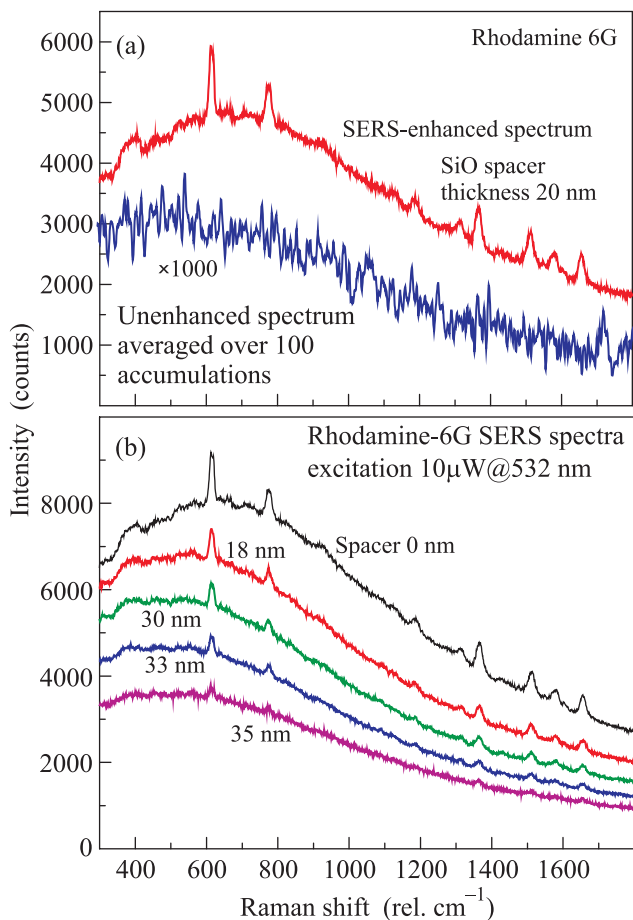 6000
(a)
Rhodamine 6G
5000
SERS-enhanced spectrum
4000
SiO spacer
thickness 20 nm
3000
×1000
2000
Unenhanced spectrum
averaged over 100
accumulations
1000
Intensity (counts)
(b)
Rhodamine-6G SERS spectra
excitation 10μW@532 nm
8000
Spacer 0 nm
18 nm
6000
30 nm
33 nm
4000
35 nm
2000
0
400 600 800 1000 1200 1400 1600
Raman shift (rel. cm⁻¹)